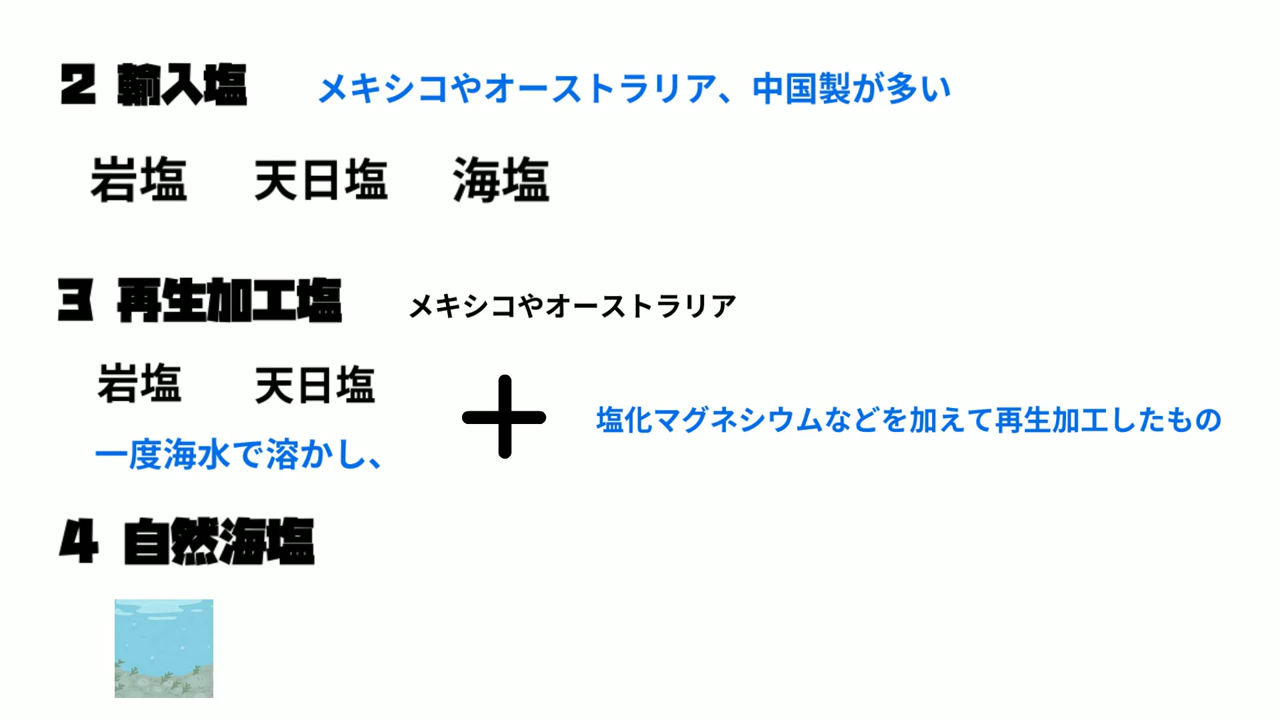 2 輸入塩 メキシコやオーストラリア、中国製が多い
岩塩 天日塩 海塩
3 再生加工塩 メキシコやオーストラリア
岩塩 天日塩
一度海水で溶かし、
塩化マグネシウムなどを加えて再生加工したもの
4 自然海塩